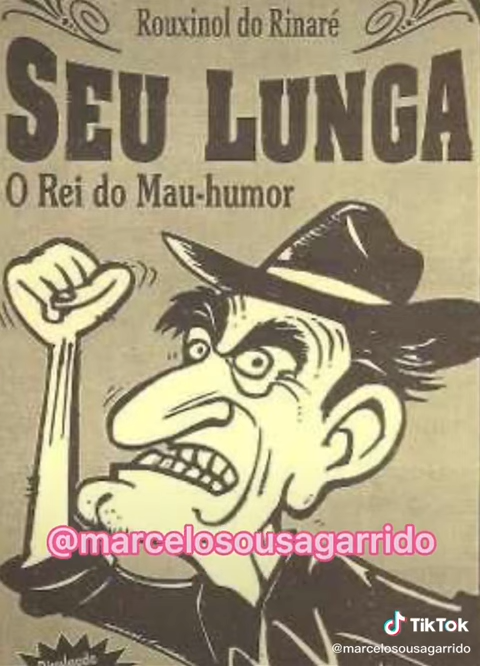 Rouxinol do Rinaré
SEU LUNGA
O Rei do Mau-humor
@marcelosousagarrido
TikTok
@marcelosousagarrido